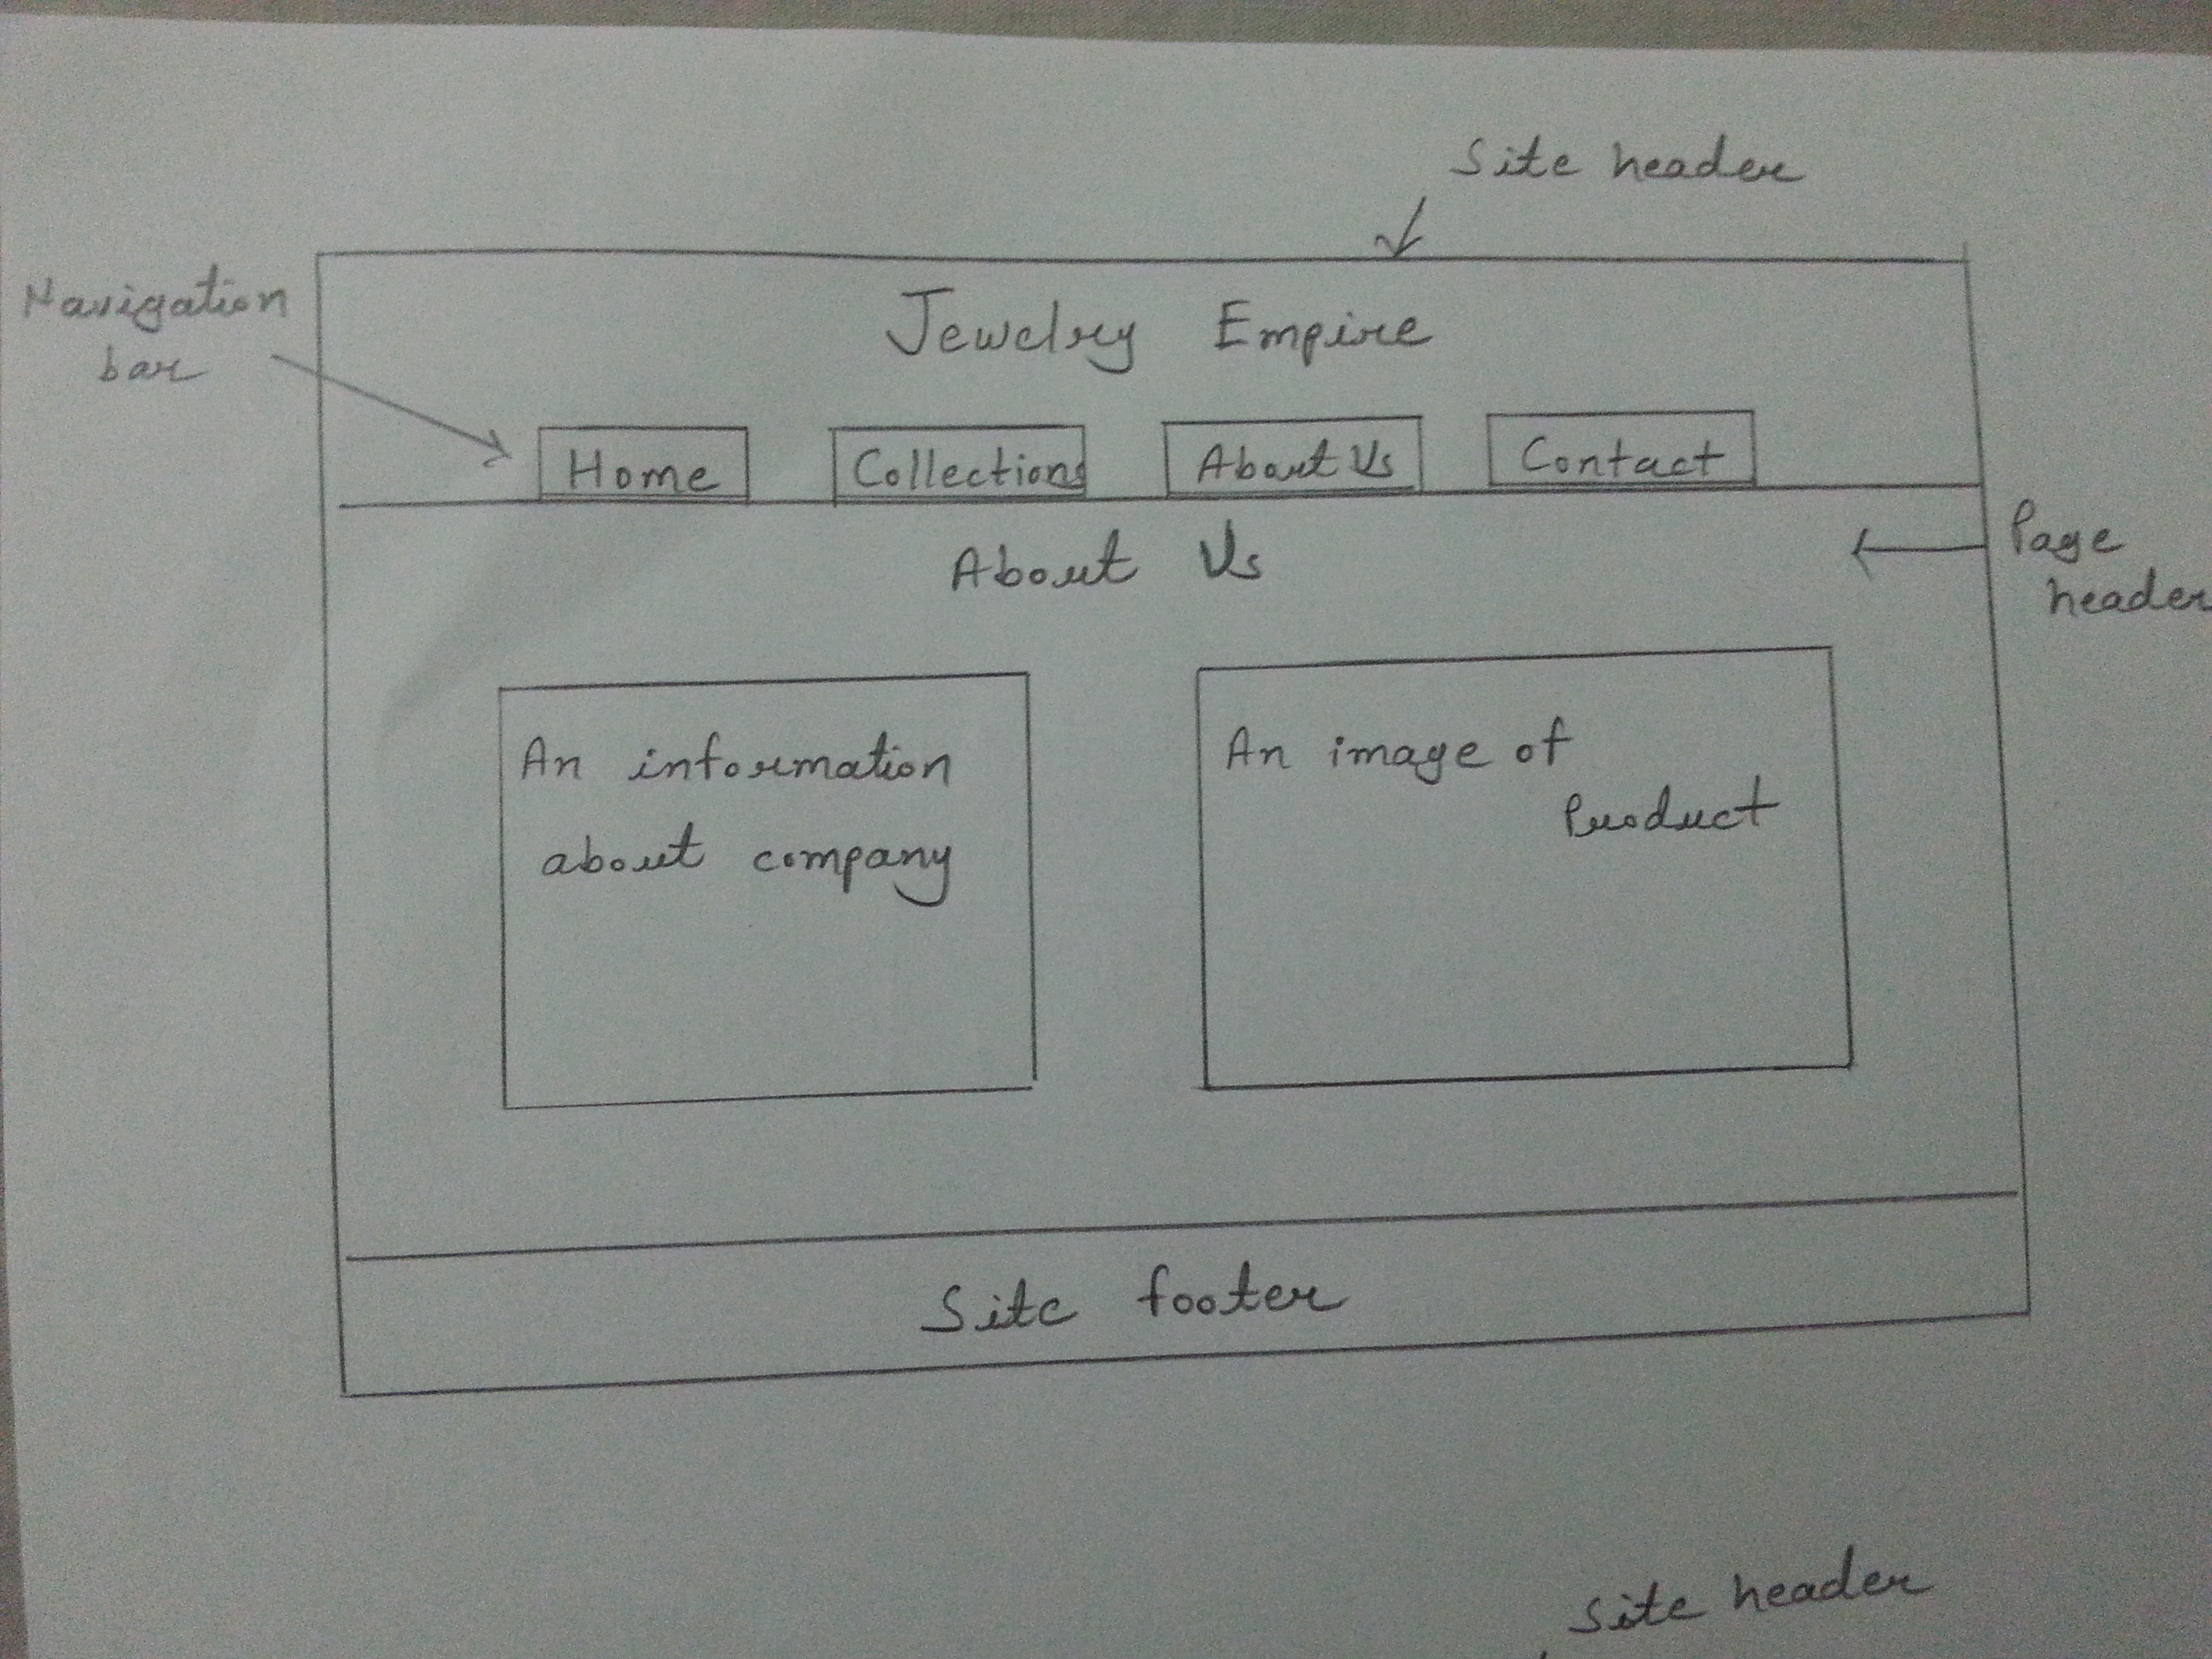 Site header
Navigation
bar
Jewelry Empire
Home Collections About Us Contact
Page
header
About Us
An information
about company
An image of
Product
Site footer
Site header